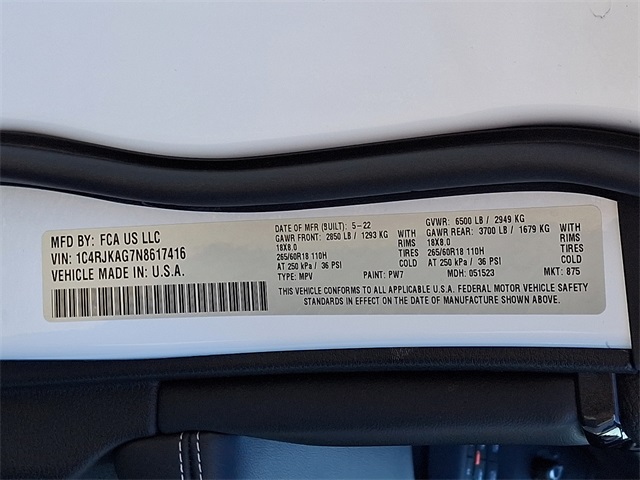 MFD BY: FCA US LLC
VIN: 1C4RJKAG7N8617416
VEHICLE MADE IN U.S.A.
DATE OF MFR (BUILT): 5-22
GAWR FRONT: 2850 LB / 1293 KG WITH
18X8.0 RIMS
265/60R18 110H TIRES
AT 250 kPa / 36 PSI COLD
TYPE: MPV PAINT: PW7
GVWR: 6500 LB / 2949 KG
GAWR REAR: 3700 LB / 1679 KG WITH
18X8.0 RIMS
265/60R18 110H TIRES
AT 250 kPa / 36 PSI COLD
MDH: 051523 MKT: 875
THIS VEHICLE CONFORMS TO ALL APPLICABLE U.S.A. FEDERAL MOTOR VEHICLE SAFETY
STANDARDS IN EFFECT ON THE DATE OF MANUFACTURE SHOWN ABOVE.